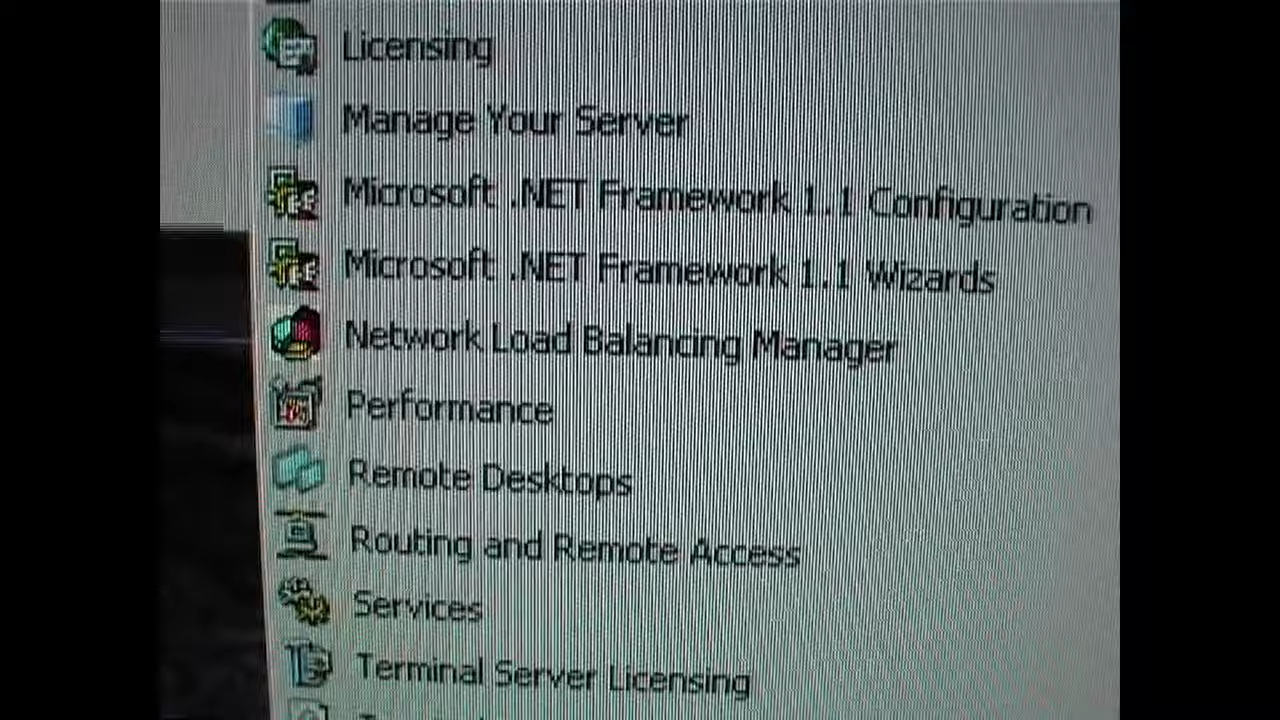 Licensing
Manage Your Server
Microsoft .NET Framework 1.1 Configuration
Microsoft .NET Framework 1.1 Wizards
Network Load Balancing Manager
Performance
Remote Desktops
Routing and Remote Access
Services
Terminal Server Licensing